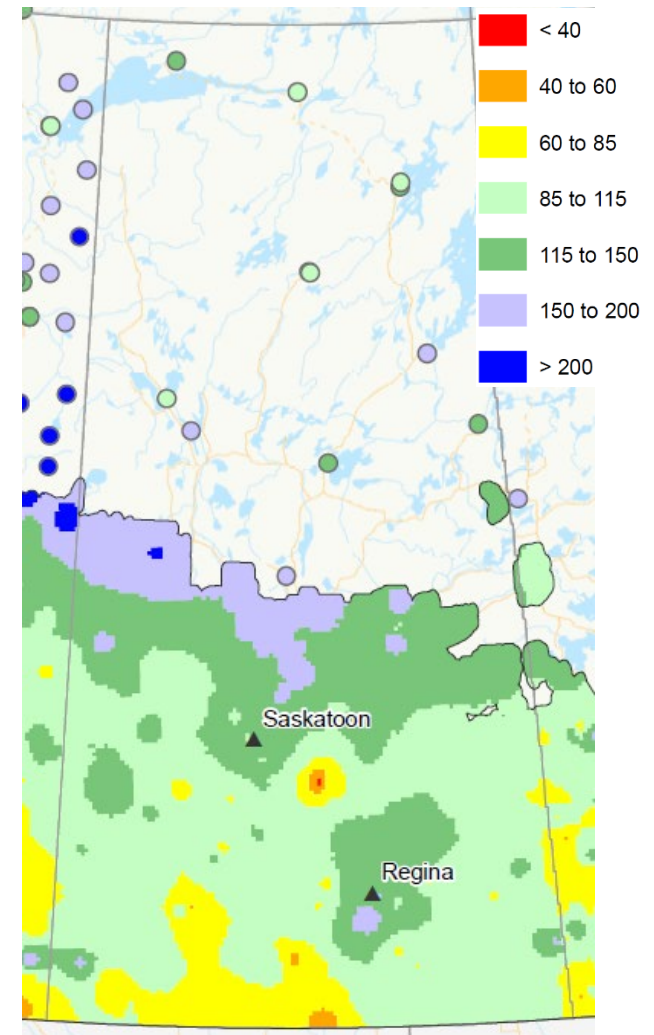 < 40
40 to 60
60 to 85
85 to 115
115 to 150
150 to 200
> 200
Saskatoon
Regina